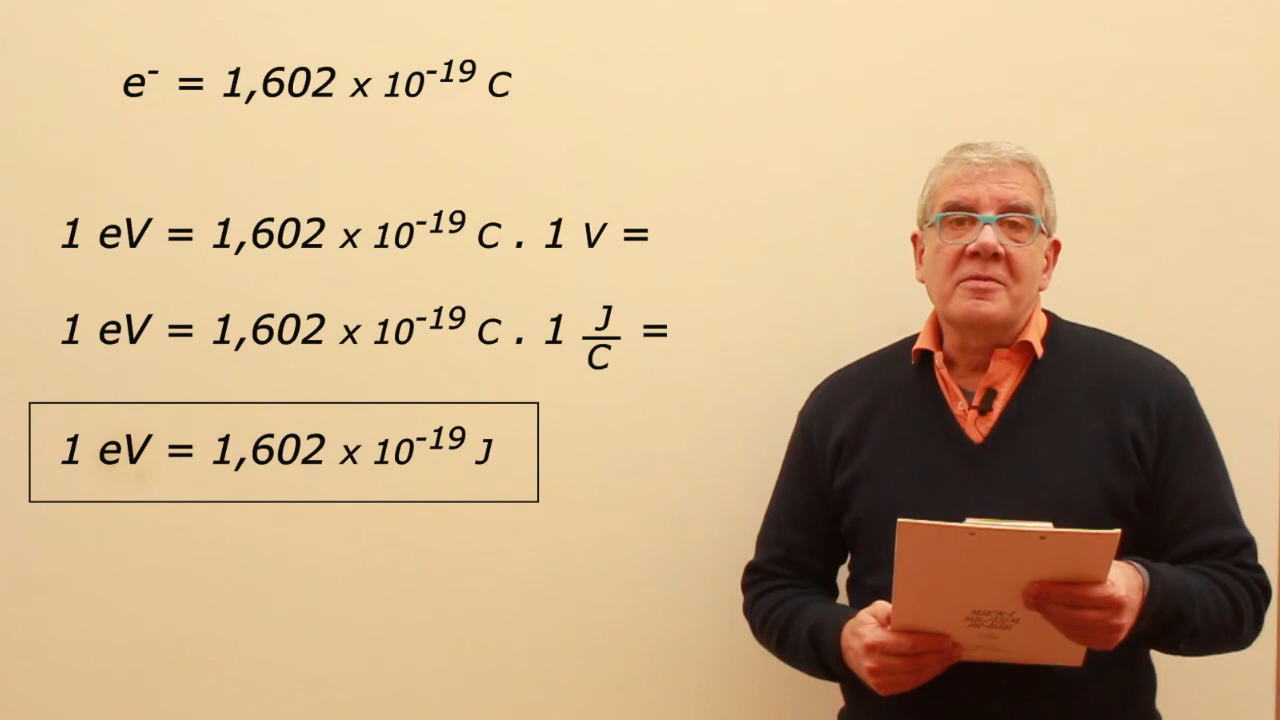 e⁻ = 1,602 x 10⁻¹⁹ C
1 eV = 1,602 x 10⁻¹⁹ C . 1 V =
1 eV = 1,602 x 10⁻¹⁹ C . 1 J/C =
1 eV = 1,602 x 10⁻¹⁹ J